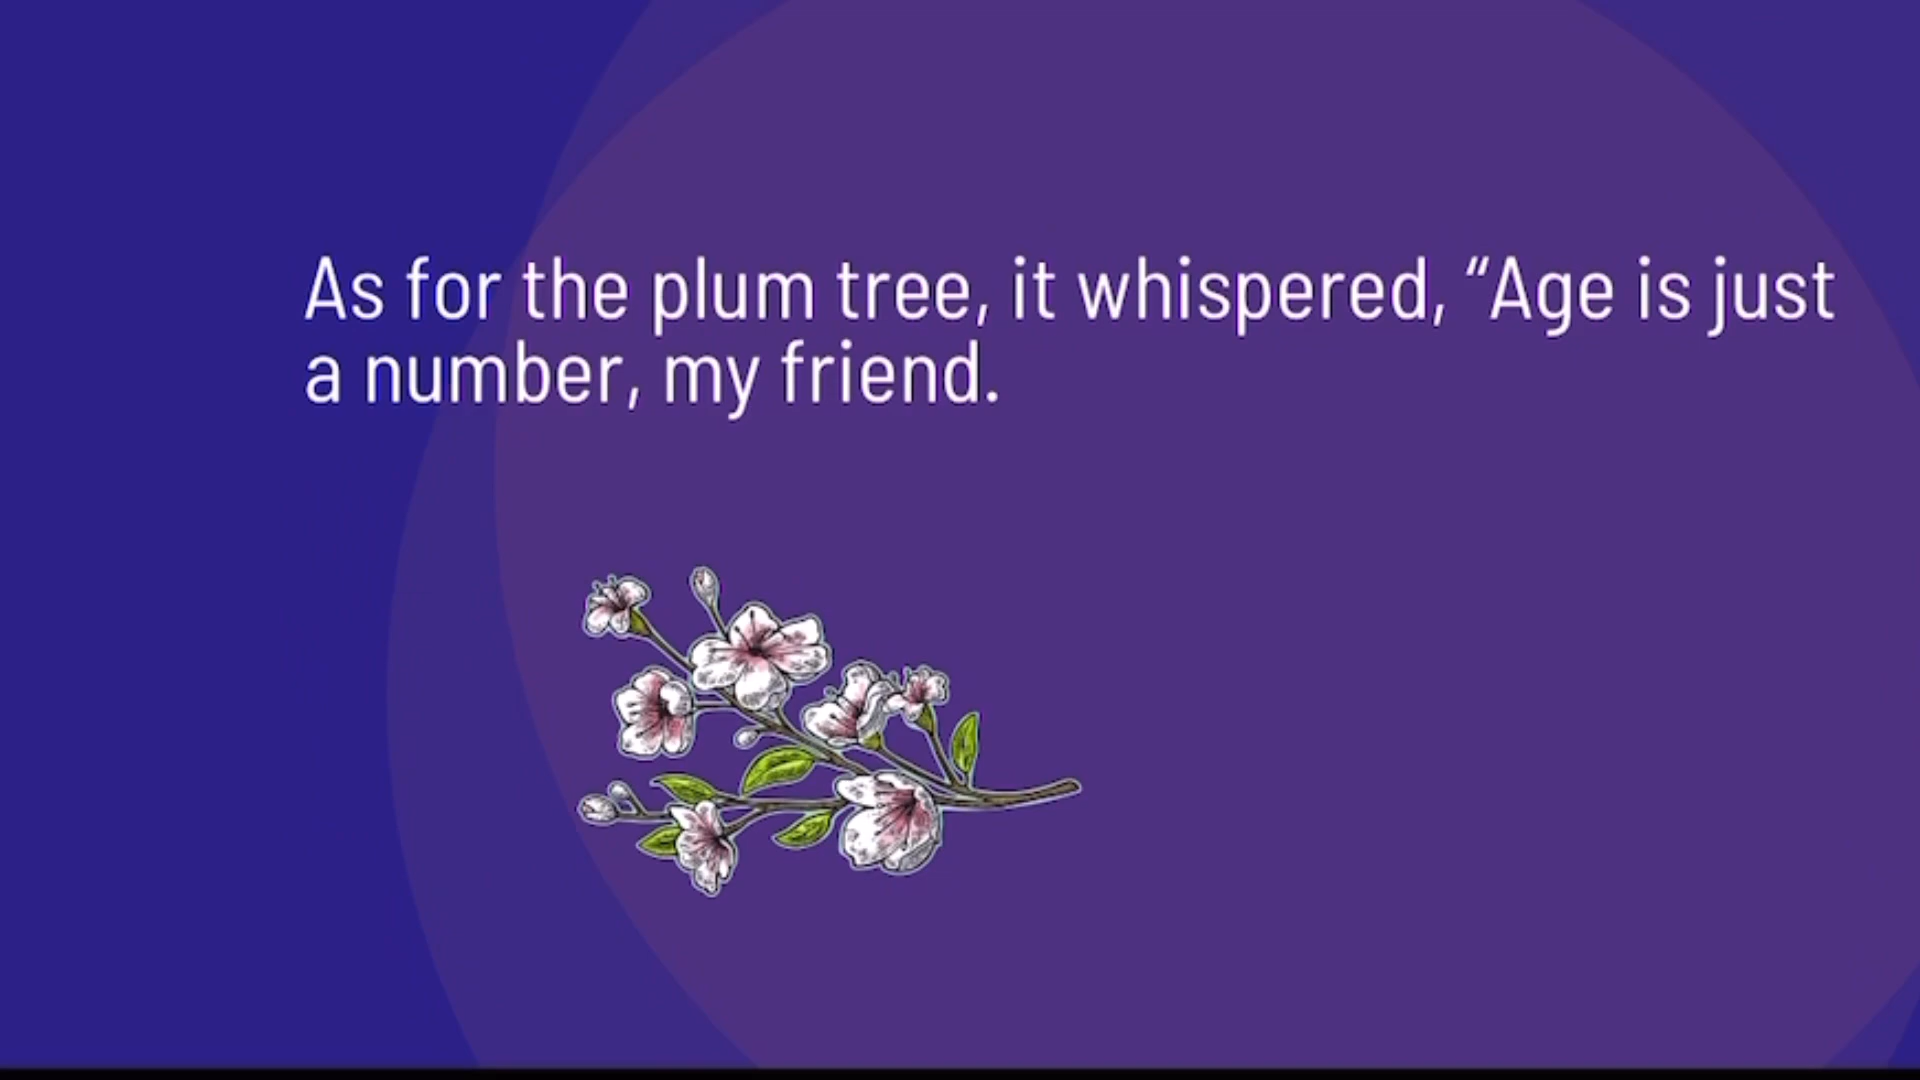 As for the plum tree, it whispered, “Age is just
a number, my friend.